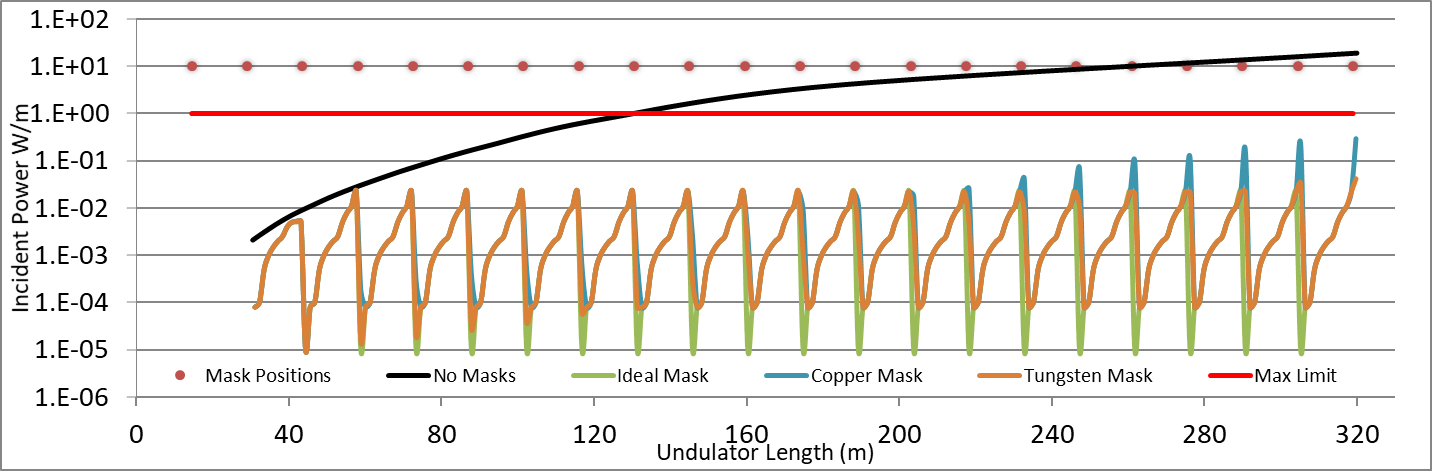 1.E+02
1.E+01
1.E+00
1.E-01
1.E-02
1.E-03
1.E-04
1.E-05
1.E-06
Incident Power W/m
Mask Positions No Masks Ideal Mask Copper Mask Tungsten Mask Max Limit
0 40 80 120 160 200 240 280 320
Undulator Length (m)